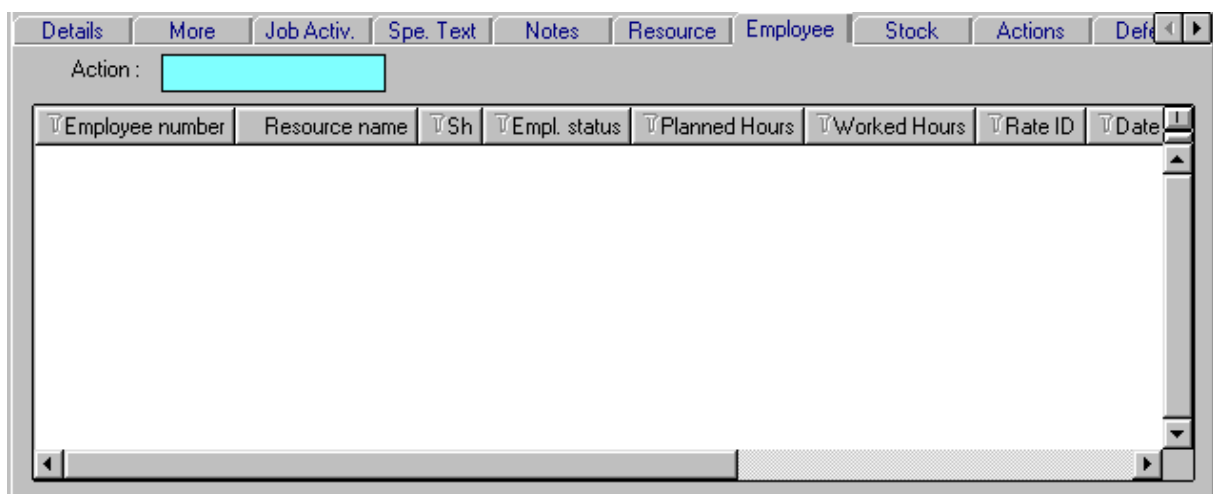 Details More Job Activ. Spe. Text Notes Resource Employee Stock Actions Defe
Action :
Employee number Resource name Sh Empl. status Planned Hours Worked Hours Rate ID Date